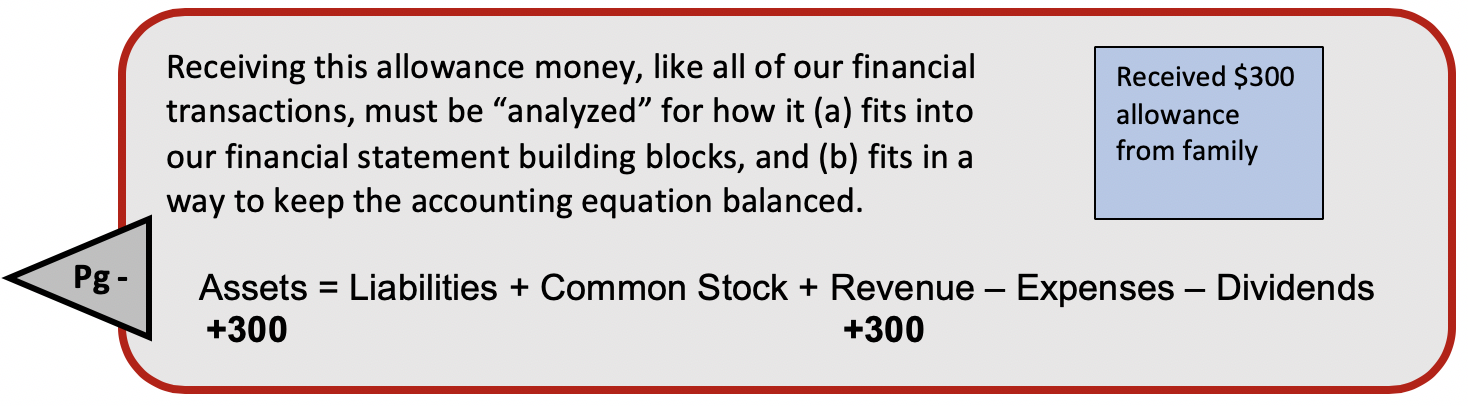 Receiving this allowance money, like all of our financial
transactions, must be “analyzed” for how it (a) fits into
our financial statement building blocks, and (b) fits in a
way to keep the accounting equation balanced.
Received $300
allowance
from family
Pg -
Assets = Liabilities + Common Stock + Revenue – Expenses – Dividends
+300 +300